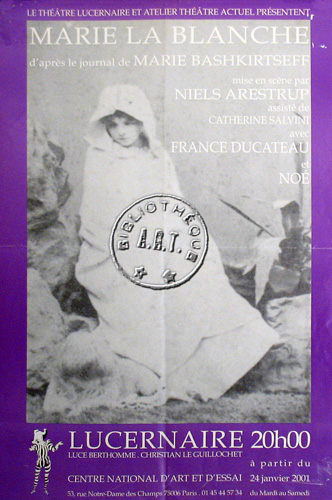 LE THÉÂTRE LUCERNAIRE ET ATELIER THÉÂTRE ACTUEL PRÉSENTENT
MARIE LA BLANCHE
d'après le journal de MARIE BASHKIRTSEFF
mise en scène par
NIELS ARESTRUP
assisté de
CATHERINE SALVINI
avec
FRANCE DUCATEAU
et
NOÉ
BIBLIOTHÈQUE
A.R.T.
LUCERNAIRE 20h00
LUCE BERTHOMME . CHRISTIAN LE GUILLOCHET
à partir du
CENTRE NATIONAL D'ART ET D'ESSAI 24 janvier 2001
53, rue Notre-Dame des Champs 75006 Paris . 01 45 44 57 34 du Mardi au Samedi